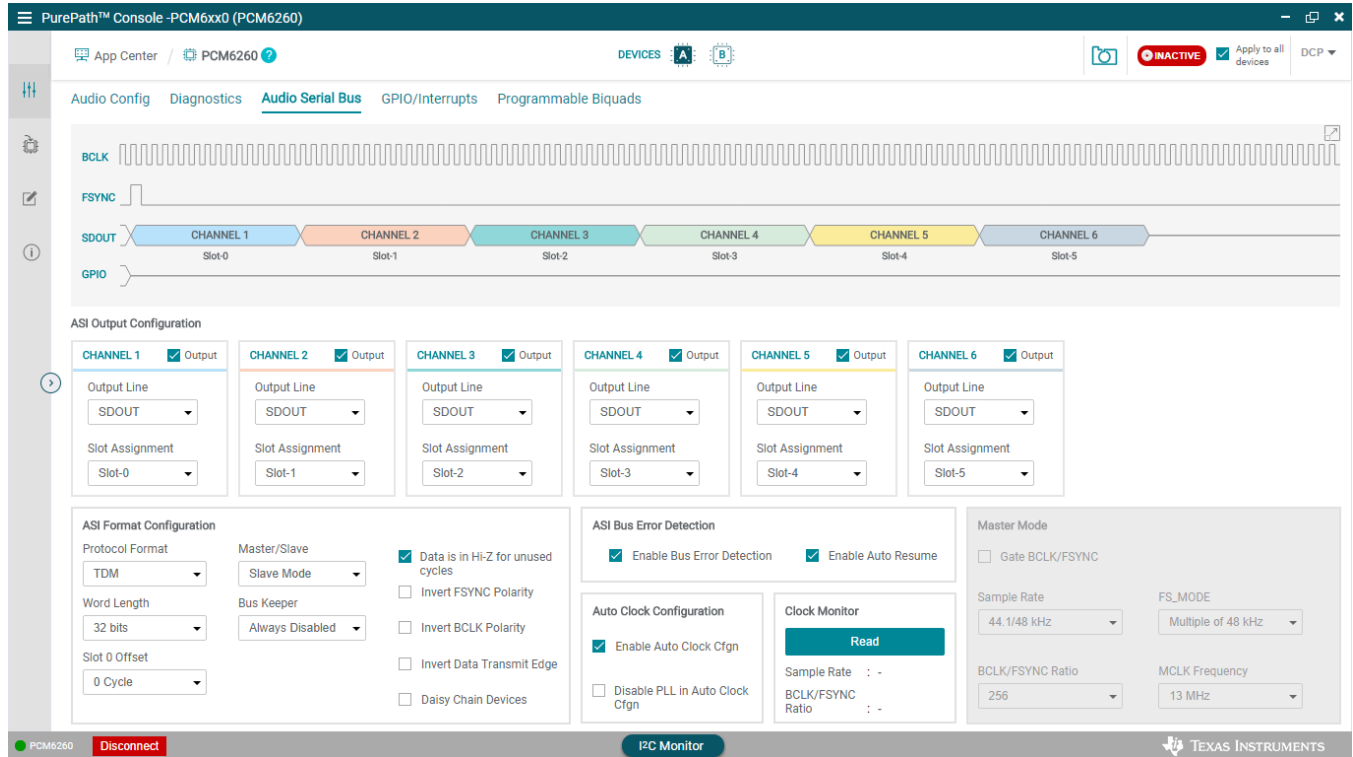 PurePath™ Console -PCM6xx0 (PCM6260)
App Center / PCM6260 ?
DEVICES A B
INACTIVE
Apply to all
devices
DCP
Audio Config Diagnostics Audio Serial Bus GPIO/Interrupts Programmable Biquads
BCLK
FSYNC
SDOUT CHANNEL 1 CHANNEL 2 CHANNEL 3 CHANNEL 4 CHANNEL 5 CHANNEL 6
Slot-0 Slot-1 Slot-2 Slot-3 Slot-4 Slot-5
GPIO
ASI Output Configuration
CHANNEL 1 Output CHANNEL 2 Output CHANNEL 3 Output CHANNEL 4 Output CHANNEL 5 Output CHANNEL 6 Output
Output Line Output Line Output Line Output Line Output Line Output Line
SDOUT SDOUT SDOUT SDOUT SDOUT SDOUT
Slot Assignment Slot Assignment Slot Assignment Slot Assignment Slot Assignment Slot Assignment
Slot-0 Slot-1 Slot-2 Slot-3 Slot-4 Slot-5
ASI Format Configuration
Protocol Format
TDM
Word Length
32 bits
Slot 0 Offset
0 Cycle
Master/Slave
Slave Mode
Bus Keeper
Always Disabled
Data is in Hi-Z for unused
cycles
Invert FSYNC Polarity
Invert BCLK Polarity
Invert Data Transmit Edge
Daisy Chain Devices
ASI Bus Error Detection
Enable Bus Error Detection Enable Auto Resume
Auto Clock Configuration
Enable Auto Clock Cfgn
Disable PLL in Auto Clock
Cfgn
Clock Monitor
Read
Sample Rate : -
BCLK/FSYNC
Ratio : -
Master Mode
Gate BCLK/FSYNC
Sample Rate FS_MODE
44.1/48 kHz Multiple of 48 kHz
BCLK/FSYNC Ratio MCLK Frequency
256 13 MHz
PCM6260 Disconnect I²C Monitor TEXAS INSTRUMENTS